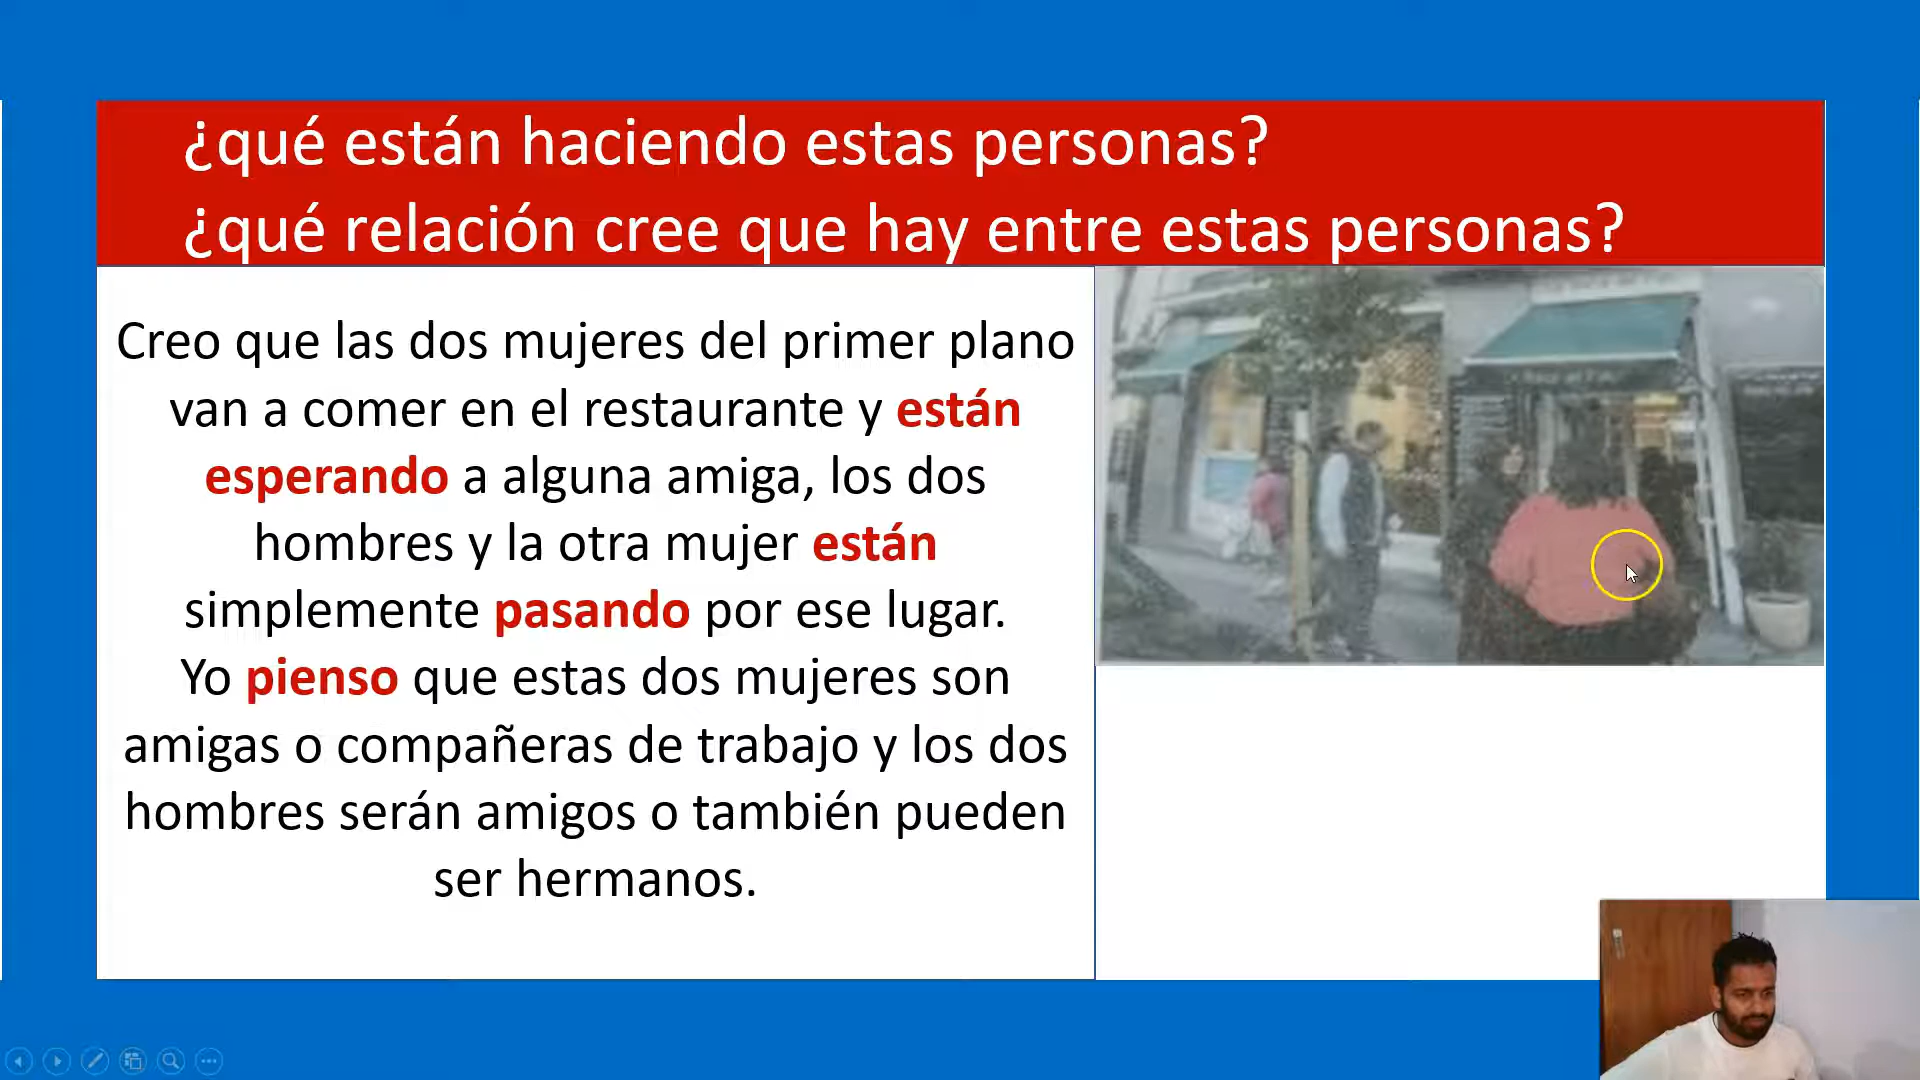 ¿qué están haciendo estas personas?
¿qué relación cree que hay entre estas personas?
Creo que las dos mujeres del primer plano
van a comer en el restaurante y están
esperando a alguna amiga, los dos
hombres y la otra mujer están
simplemente pasando por ese lugar.
Yo pienso que estas dos mujeres son
amigas o compañeras de trabajo y los dos
hombres serán amigos o también pueden
ser hermanos.